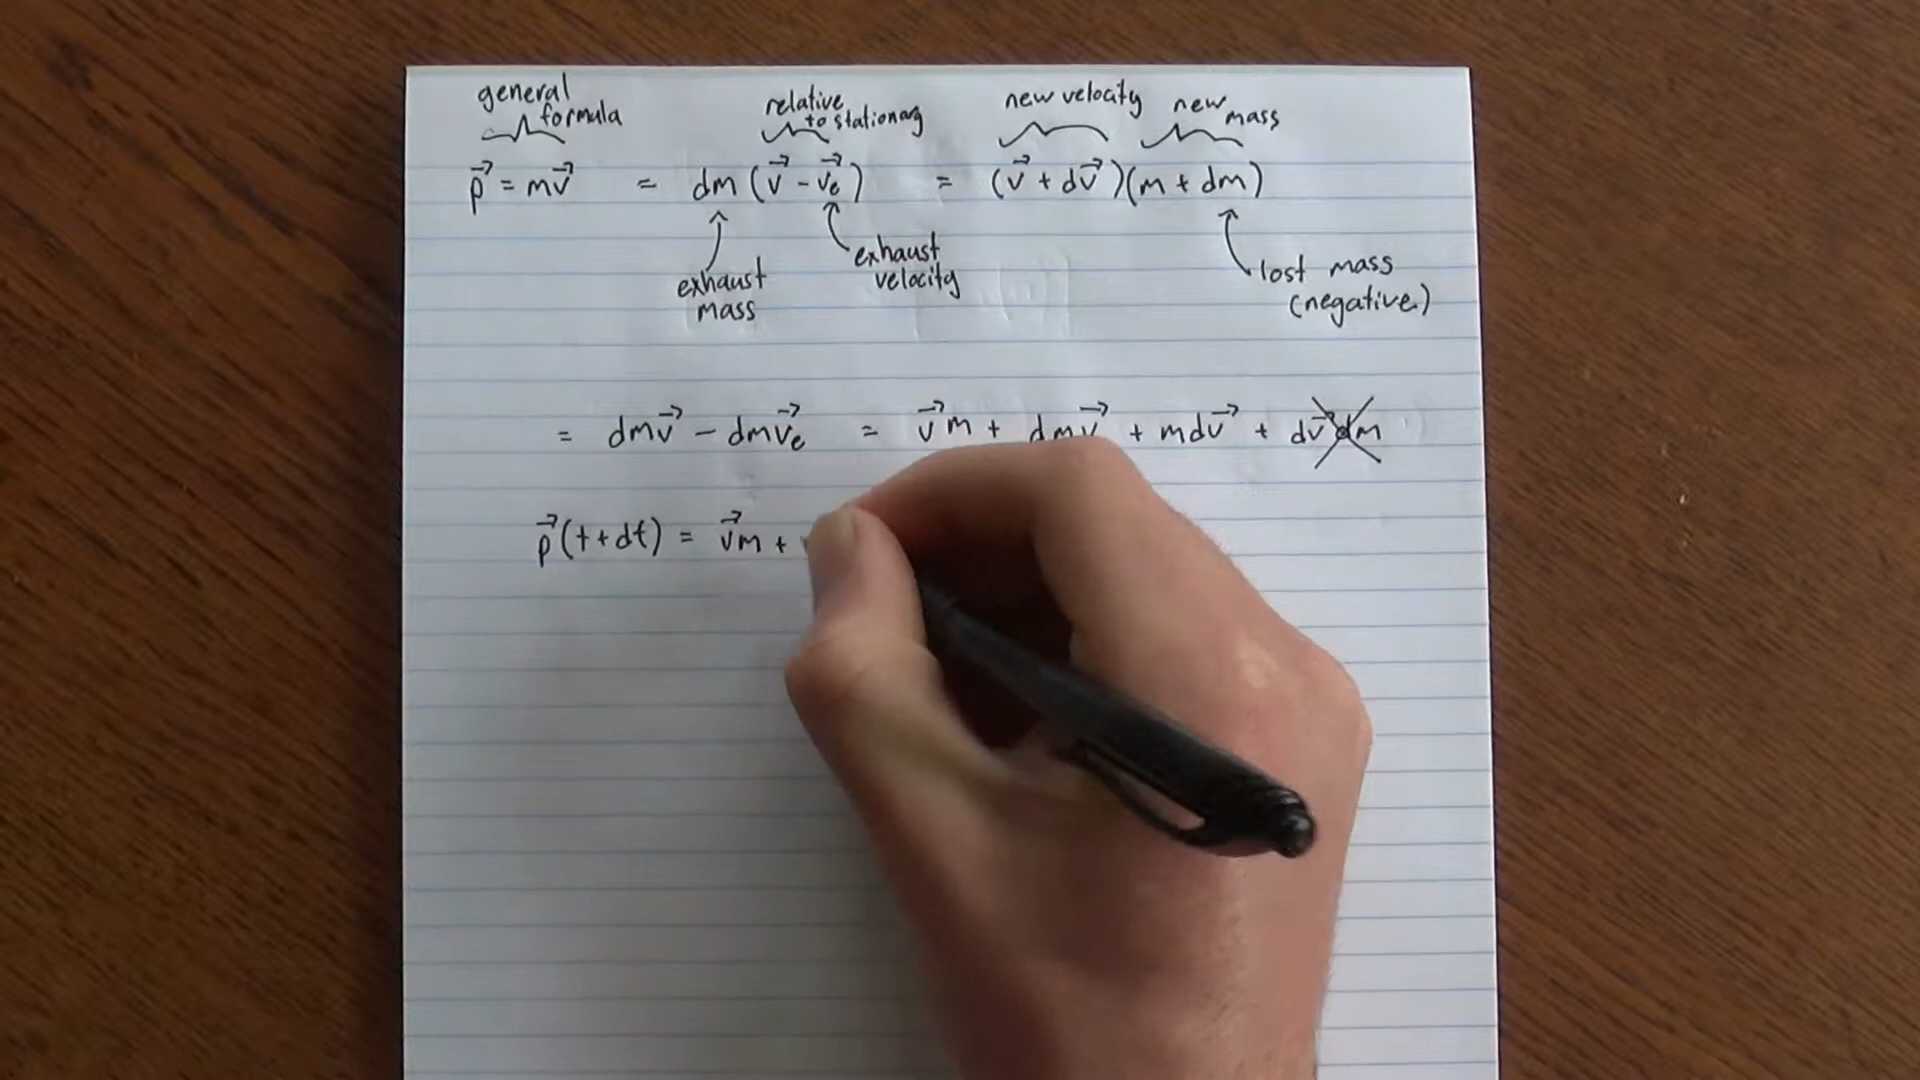 general formula
relative to stationary
new velocity
new mass
p⃗ = mv⃗ = dm (v⃗ - v⃗e) = (v⃗ + dv⃗)(m + dm)
exhaust mass
exhaust velocity
lost mass (negative)
= dmv⃗ - dmv⃗e = v⃗m + dmv⃗ + mdv⃗ + dv⃗dm
p⃗(t+dt) = v⃗m +